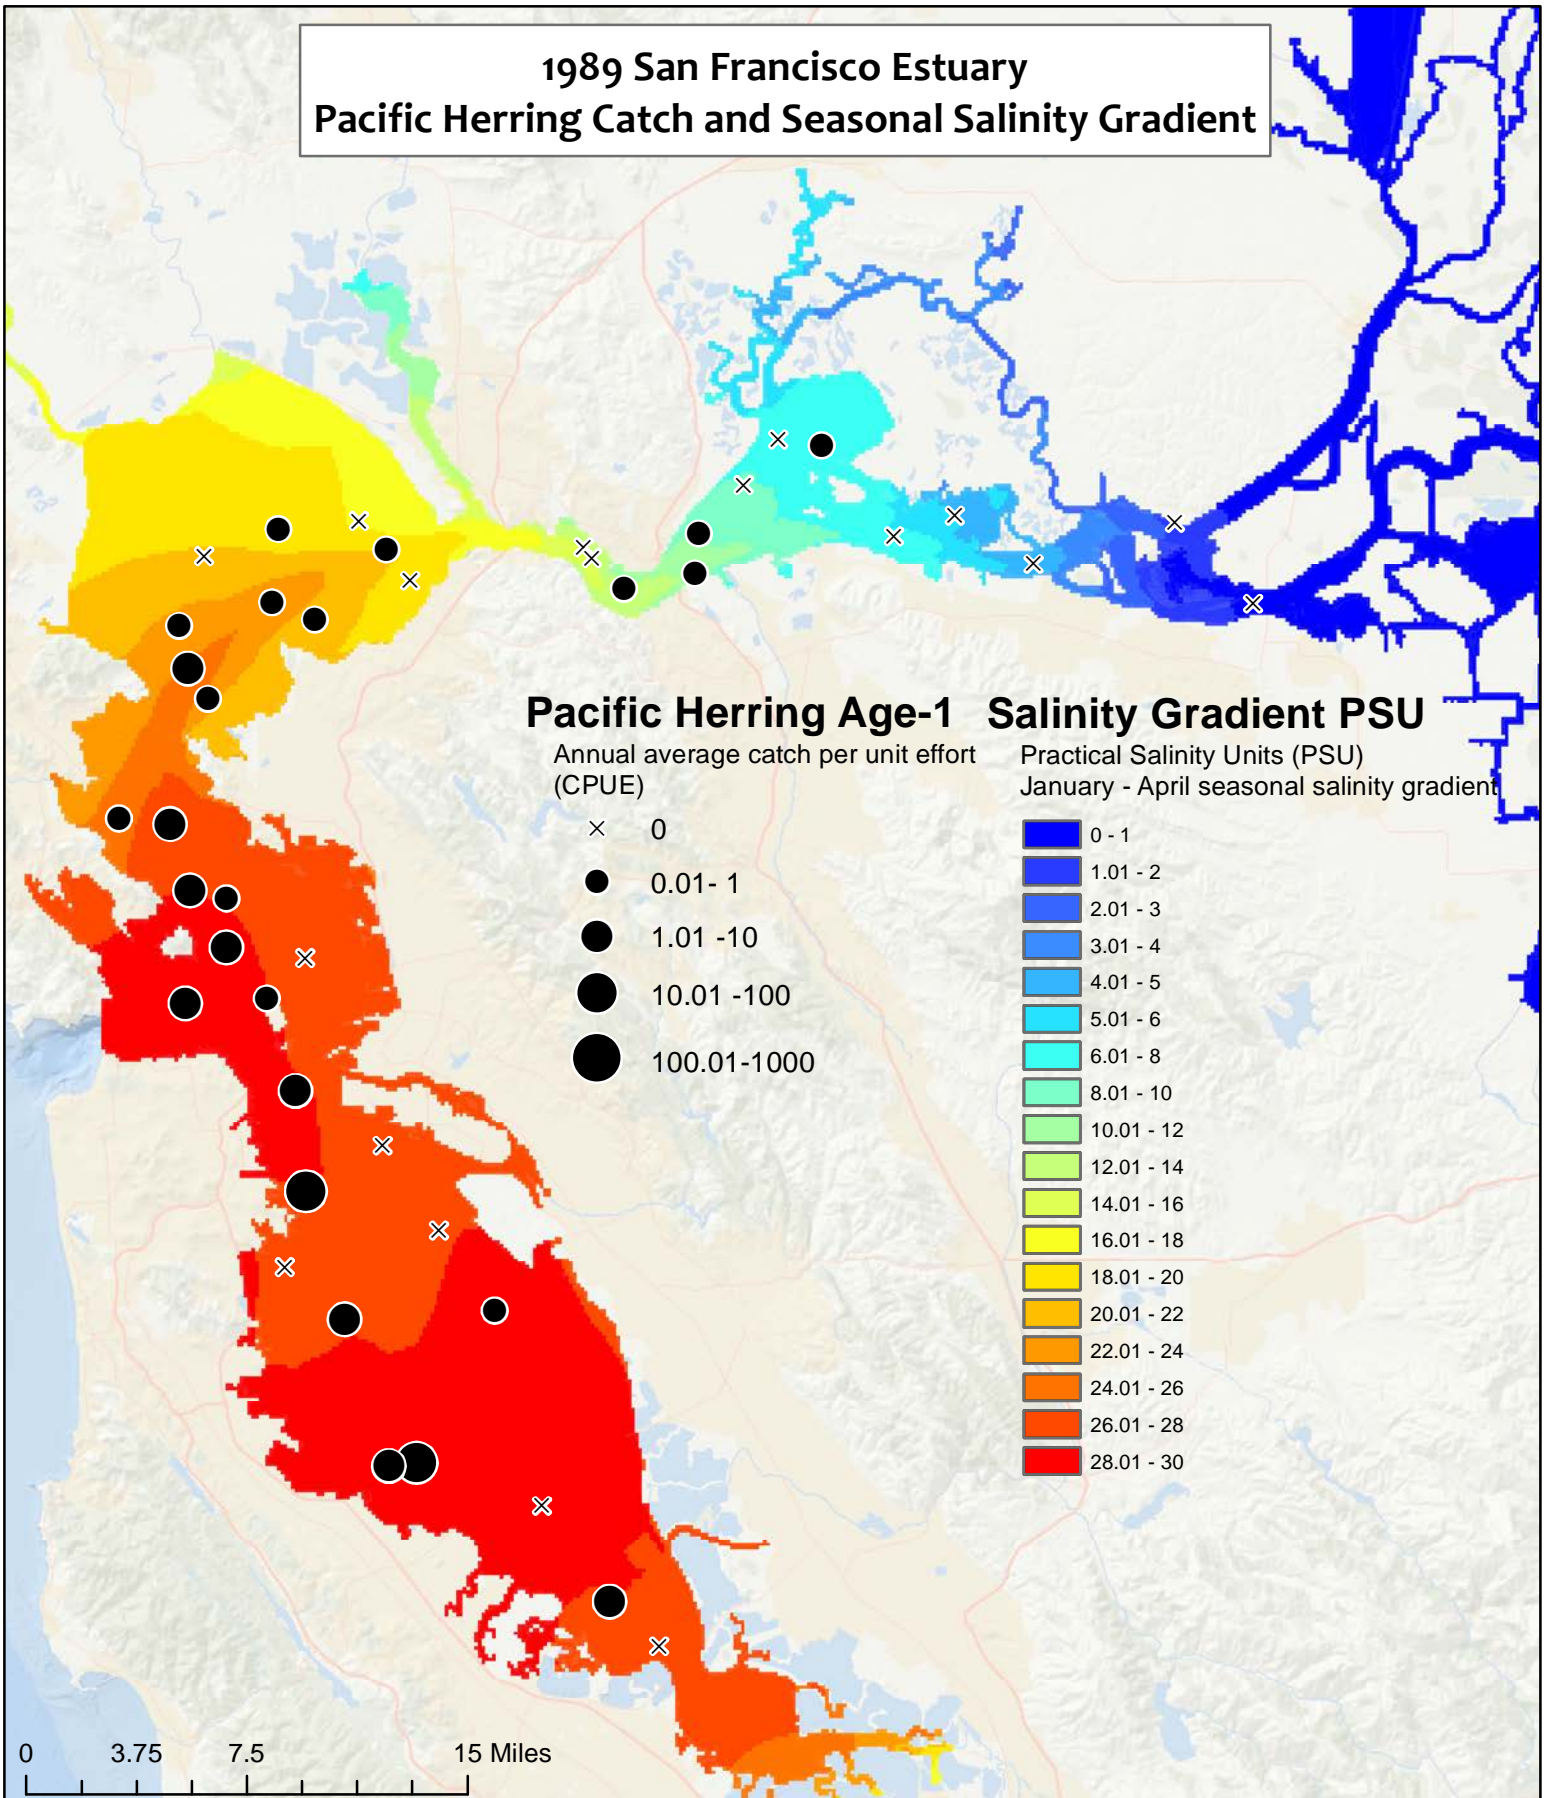 1989 San Francisco Estuary
Pacific Herring Catch and Seasonal Salinity Gradient
Pacific Herring Age-1
Annual average catch per unit effort
(CPUE)
0
0.01- 1
1.01 -10
10.01 -100
100.01-1000
Salinity Gradient PSU
Practical Salinity Units (PSU)
January - April seasonal salinity gradient
0 - 1
1.01 - 2
2.01 - 3
3.01 - 4
4.01 - 5
5.01 - 6
6.01 - 8
8.01 - 10
10.01 - 12
12.01 - 14
14.01 - 16
16.01 - 18
18.01 - 20
20.01 - 22
22.01 - 24
24.01 - 26
26.01 - 28
28.01 - 30
0 3.75 7.5 15 Miles